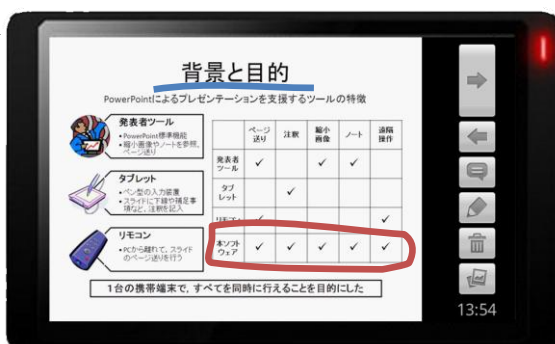 背景と目的
PowerPointによるプレゼンテーションを支援するツールの特徴
発表者ツール
•PowerPoint標準機能
•縮小画像やノートを参照、
ページ送り
タブレット
•ペン型の入力装置
•スライドに下線や補足事
項など、注釈を記入
リモコン
•PCから離れて、スライド
のページ送りを行う
ページ
送り
注釈
縮小
画像
ノート
遠隔
操作
発表者
ツール ✓ ✓ ✓
タブ
レット ✓
リモコン ✓ ✓
本ソフト
ウェア ✓ ✓ ✓ ✓ ✓
1台の携帯端末で、すべてを同時に行えることを目的にした
13:54